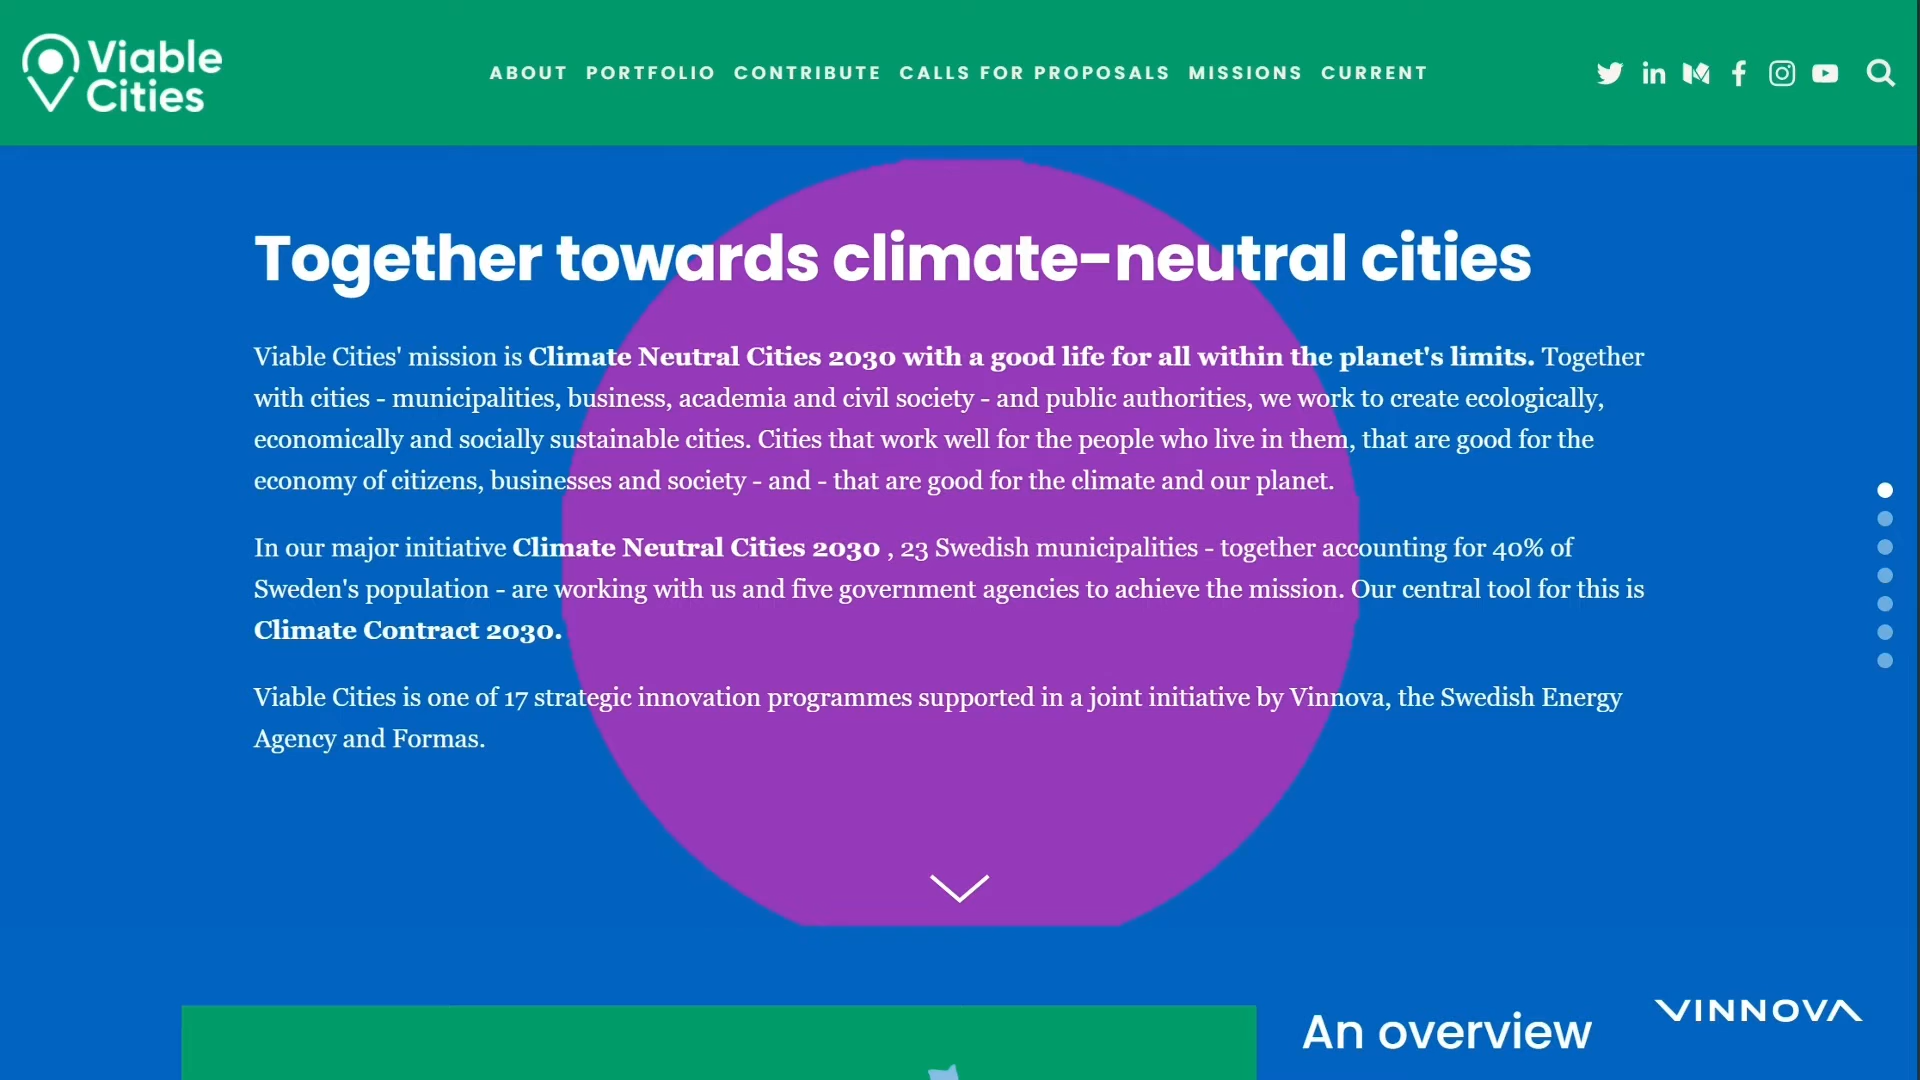 Viable
Cities
ABOUT PORTFOLIO CONTRIBUTE CALLS FOR PROPOSALS MISSIONS CURRENT
Together towards climate-neutral cities
Viable Cities' mission is Climate Neutral Cities 2030 with a good life for all within the planet's limits. Together
with cities - municipalities, business, academia and civil society - and public authorities, we work to create ecologically,
economically and socially sustainable cities. Cities that work well for the people who live in them, that are good for the
economy of citizens, businesses and society - and - that are good for the climate and our planet.
In our major initiative Climate Neutral Cities 2030 , 23 Swedish municipalities - together accounting for 40% of
Sweden's population - are working with us and five government agencies to achieve the mission. Our central tool for this is
Climate Contract 2030.
Viable Cities is one of 17 strategic innovation programmes supported in a joint initiative by Vinnova, the Swedish Energy
Agency and Formas.
An overview
VINNOVA